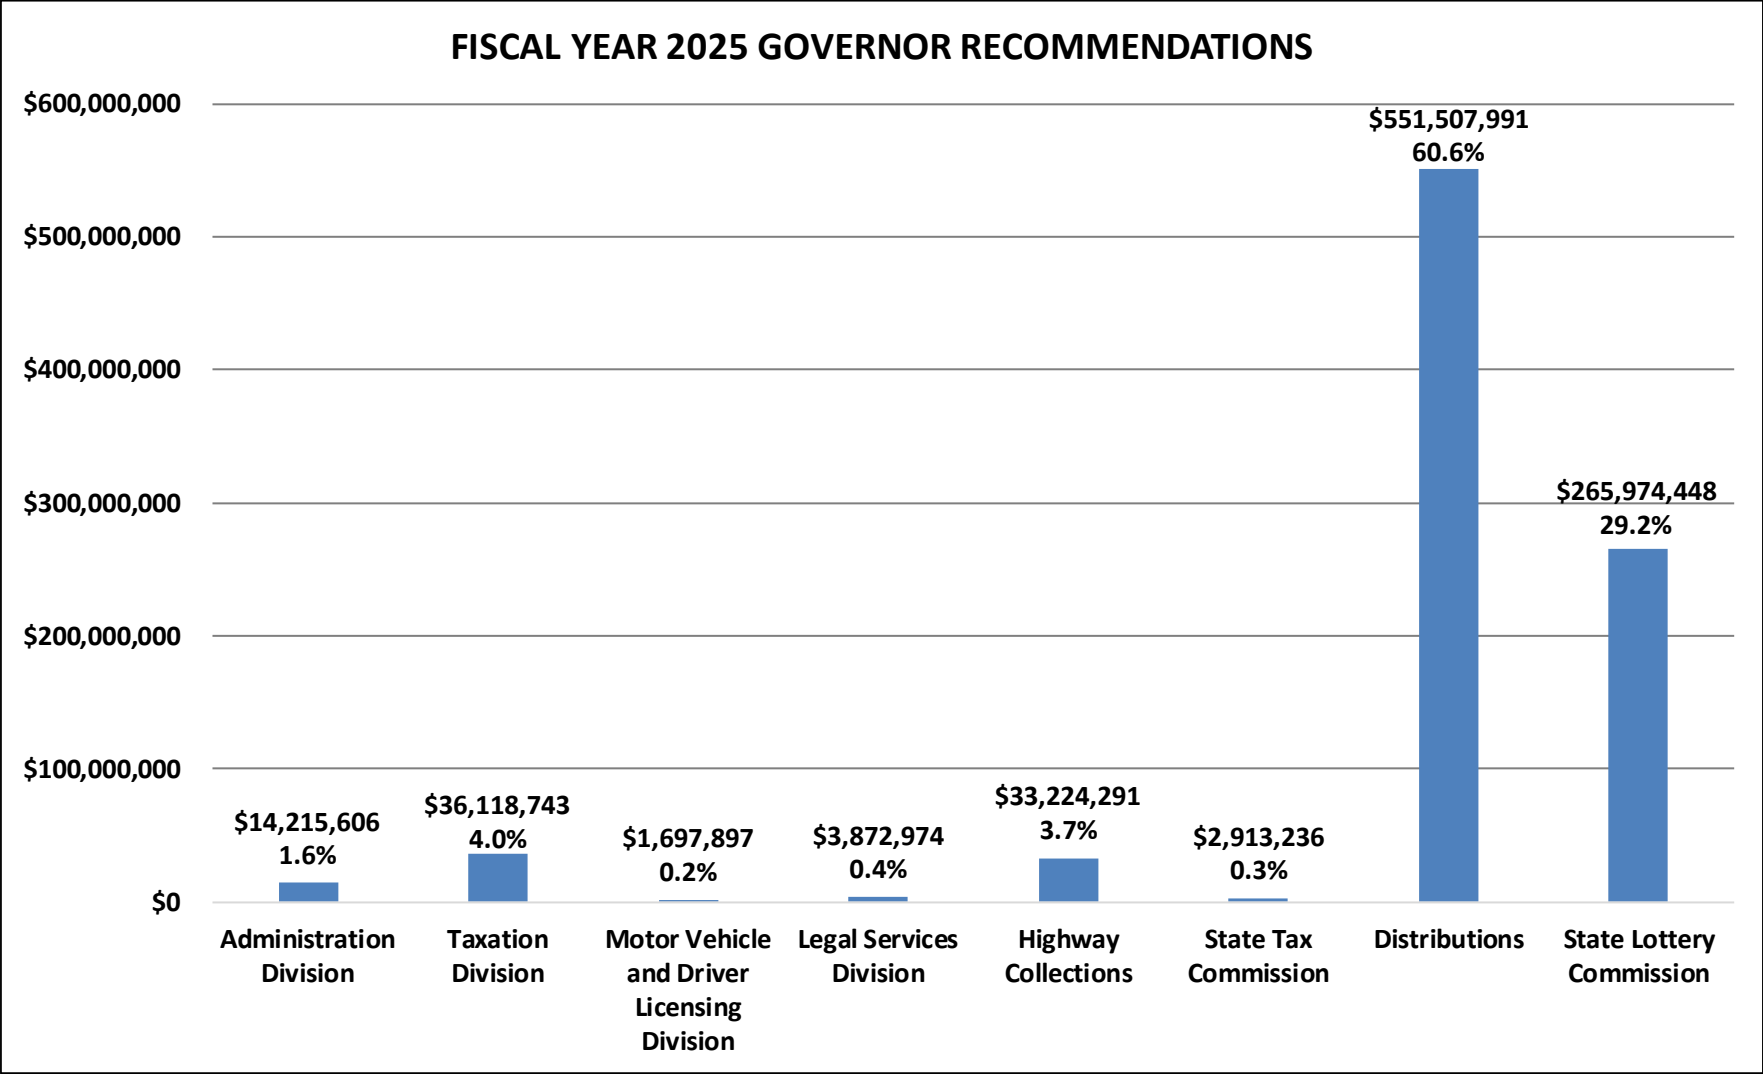 FISCAL YEAR 2025 GOVERNOR RECOMMENDATIONS
$600,000,000
$500,000,000
$400,000,000
$300,000,000
$200,000,000
$100,000,000
$0
$14,215,606
1.6%
$36,118,743
4.0%
$1,697,897
0.2%
$3,872,974
0.4%
$33,224,291
3.7%
$2,913,236
0.3%
$551,507,991
60.6%
$265,974,448
29.2%
Administration
Division
Taxation
Division
Motor Vehicle
and Driver
Licensing
Division
Legal Services
Division
Highway
Collections
State Tax
Commission
Distributions
State Lottery
Commission